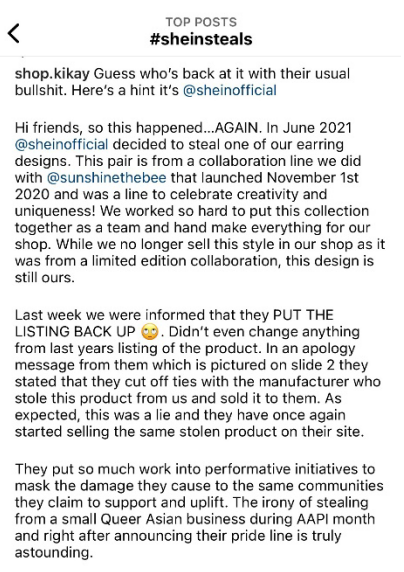 TOP POSTS
#sheinsteals
shop.kikay Guess who's back at it with their usual
bullshit. Here's a hint it's @sheinofficial
Hi friends, so this happened...AGAIN. In June 2021
@sheinofficial decided to steal one of our earring
designs. This pair is from a collaboration line we did
with @sunshinethebee that launched November 1st
2020 and was a line to celebrate creativity and
uniqueness! We worked so hard to put this collection
together as a team and hand make everything for our
shop. While we no longer sell this style in our shop as it
was from a limited edition collaboration, this design is
still ours.
Last week we were informed that they PUT THE
LISTING BACK UP 🙄. Didn't even change anything
from last years listing of the product. In an apology
message from them which is pictured on slide 2 they
stated that they cut off ties with the manufacturer who
stole this product from us and sold it to them. As
expected, this was a lie and they have once again
started selling the same stolen product on their site.
They put so much work into performative initiatives to
mask the damage they cause to the same communities
they claim to support and uplift. The irony of stealing
from a small Queer Asian business during AAPI month
and right after announcing their pride line is truly
astounding.